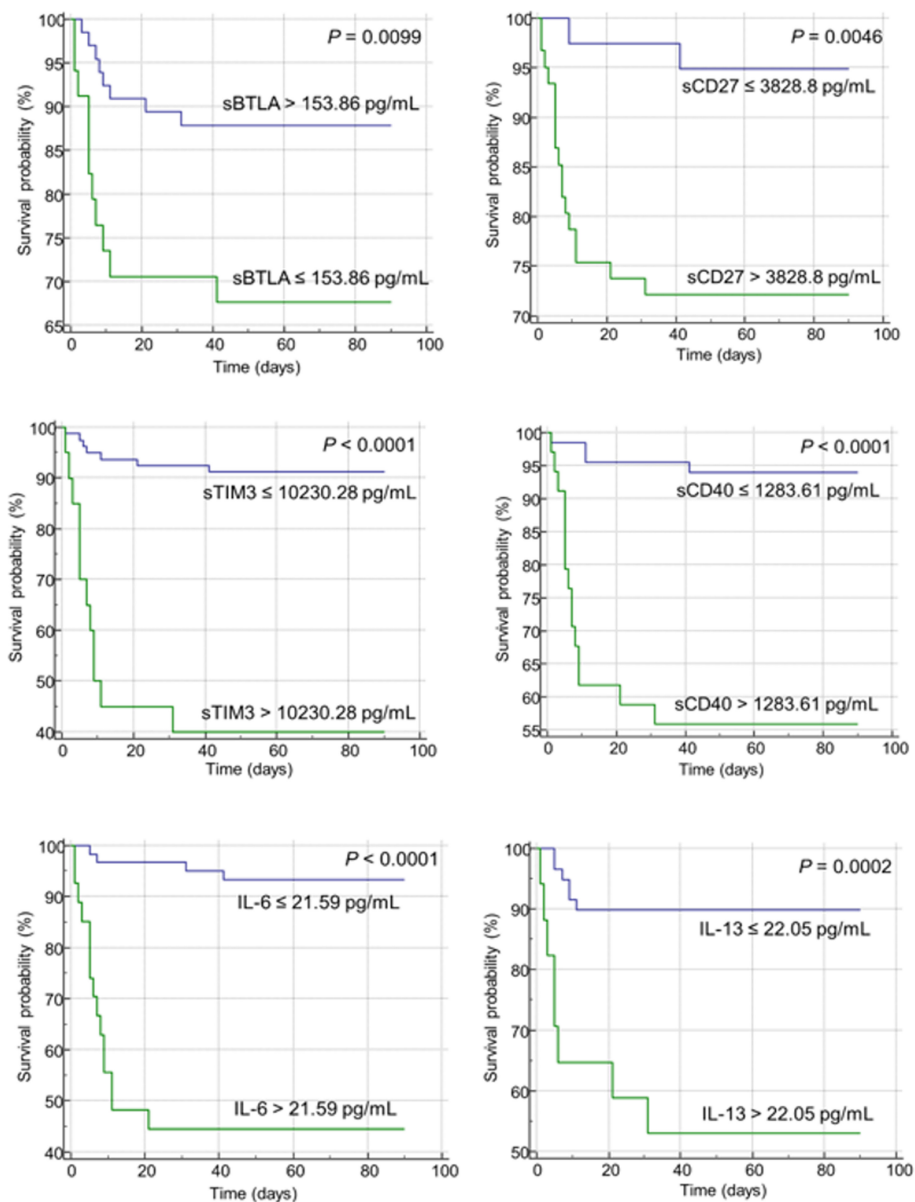 P = 0.0099
sBTLA > 153.86 pg/mL
sBTLA ≤ 153.86 pg/mL
Survival probability (%)
100
95
90
85
80
75
70
65
0 20 40 60 80 100
Time (days)
P = 0.0046
sCD27 ≤ 3828.8 pg/mL
sCD27 > 3828.8 pg/mL
Survival probability (%)
100
95
90
85
80
75
70
0 20 40 60 80 100
Time (days)
P < 0.0001
sTIM3 ≤ 10230.28 pg/mL
sTIM3 > 10230.28 pg/mL
Survival probability (%)
100
90
80
70
60
50
40
0 20 40 60 80 100
Time (days)
P < 0.0001
sCD40 ≤ 1283.61 pg/mL
sCD40 > 1283.61 pg/mL
Survival probability (%)
100
95
90
85
80
75
70
65
60
55
0 20 40 60 80 100
Time (days)
P < 0.0001
IL-6 ≤ 21.59 pg/mL
IL-6 > 21.59 pg/mL
Survival probability (%)
100
90
80
70
60
50
40
0 20 40 60 80 100
Time (days)
P = 0.0002
IL-13 ≤ 22.05 pg/mL
IL-13 > 22.05 pg/mL
Survival probability (%)
100
90
80
70
60
50
0 20 40 60 80 100
Time (days)